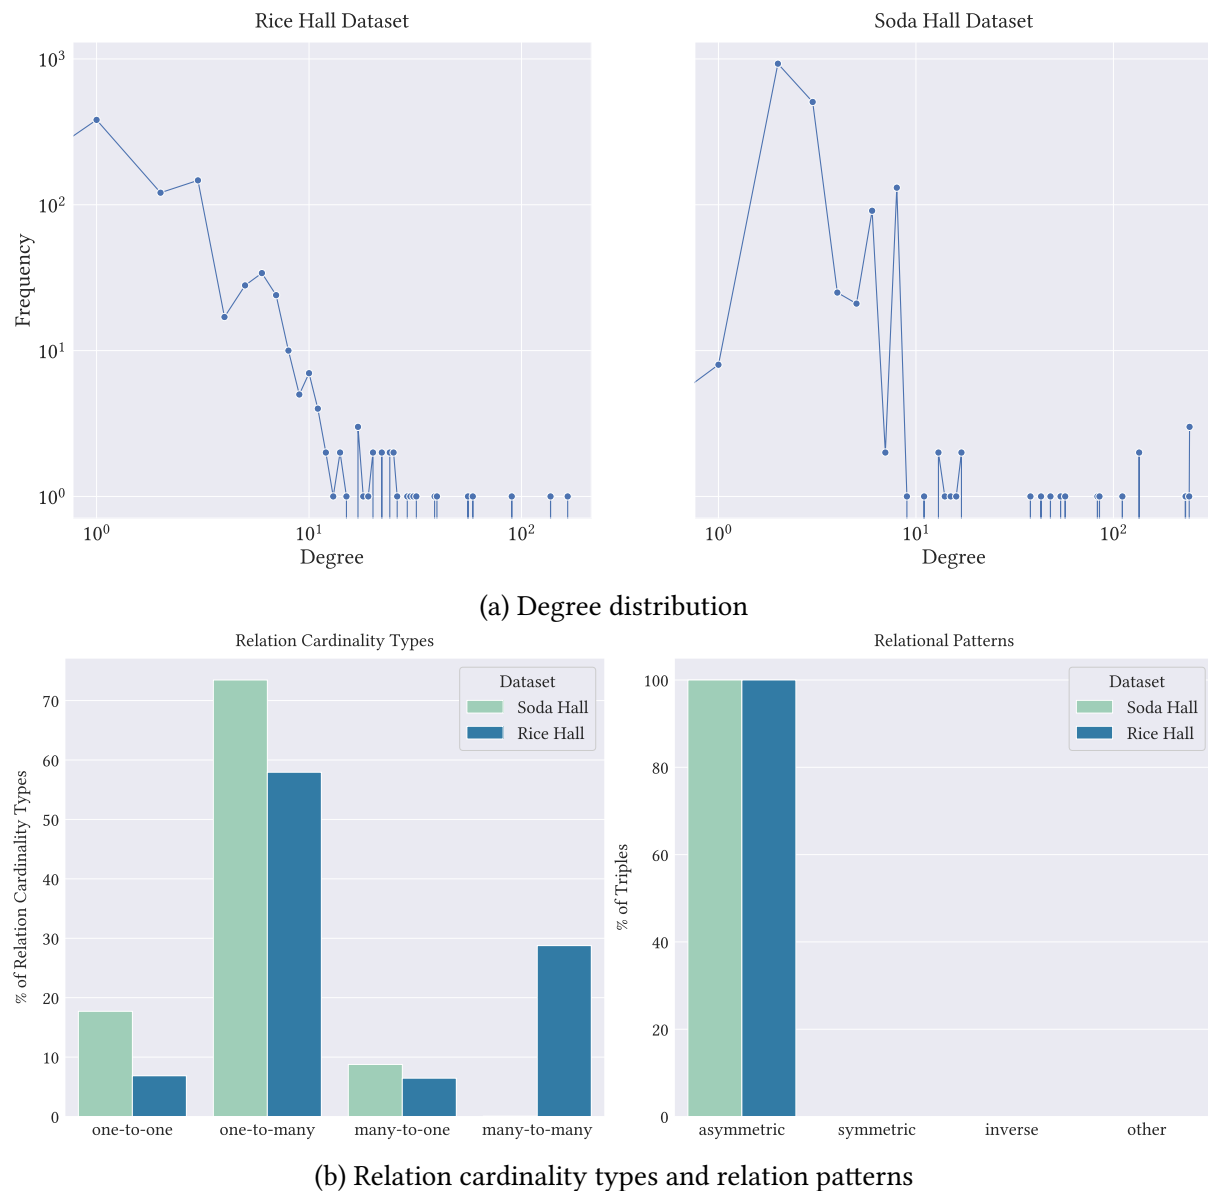 Rice Hall Dataset
Soda Hall Dataset
Frequency
10³
10²
10¹
10⁰
10⁰ 10¹ 10²
Degree
10⁰ 10¹ 10²
Degree
(a) Degree distribution
Relation Cardinality Types
% of Relation Cardinality Types
70
60
50
40
30
20
10
0
Dataset
Soda Hall
Rice Hall
one-to-one one-to-many many-to-one many-to-many
Relational Patterns
% of Triples
100
80
60
40
20
0
Dataset
Soda Hall
Rice Hall
asymmetric symmetric inverse other
(b) Relation cardinality types and relation patterns